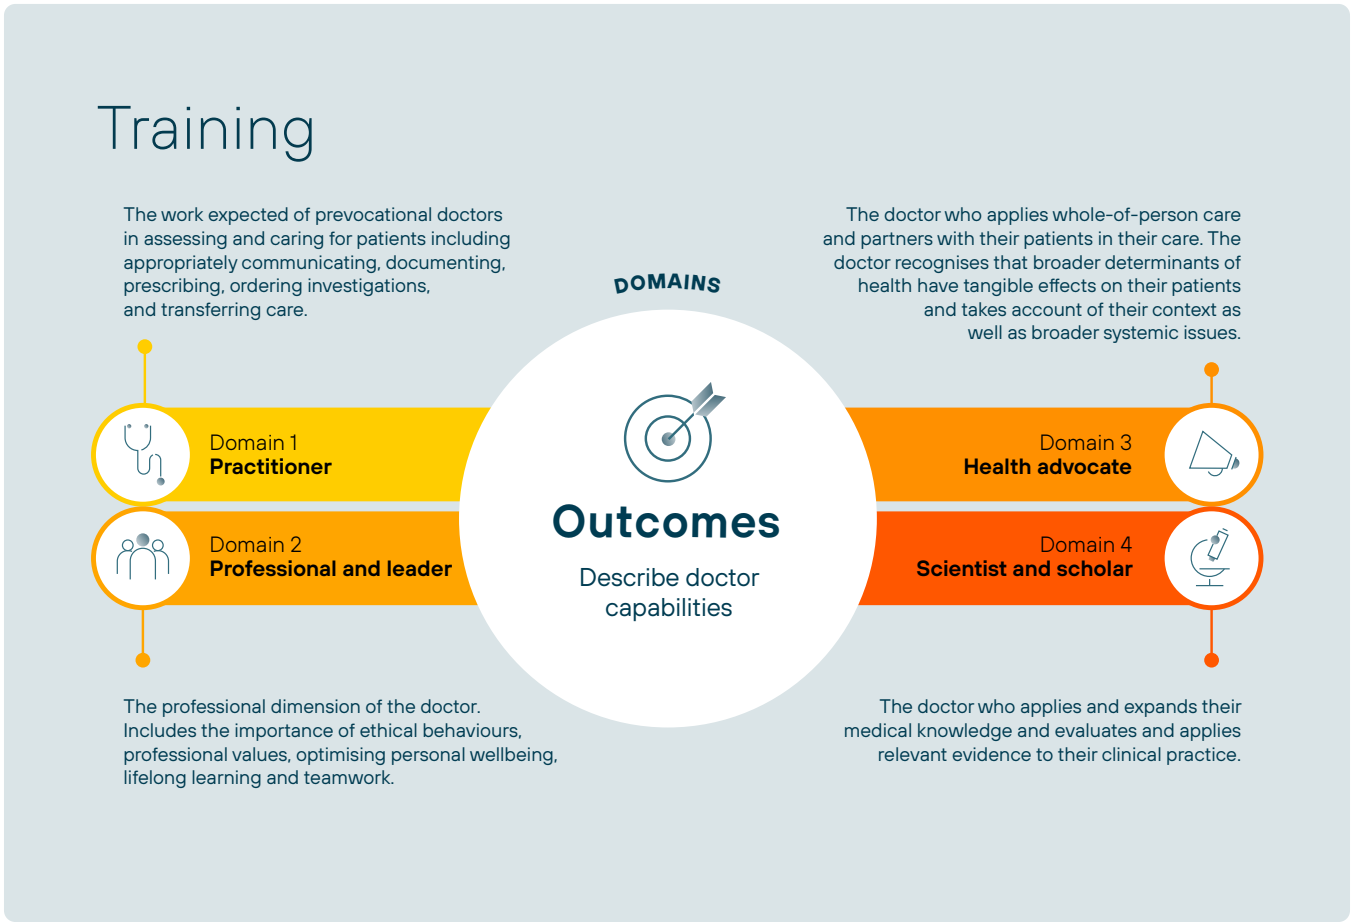 Training
The work expected of prevocational doctors
in assessing and caring for patients including
appropriately communicating, documenting,
prescribing, ordering investigations,
and transferring care.
Domain 1
Practitioner
Domain 2
Professional and leader
The professional dimension of the doctor.
Includes the importance of ethical behaviours,
professional values, optimising personal wellbeing,
lifelong learning and teamwork.
DOMAINS
Outcomes
Describe doctor
capabilities
The doctor who applies whole-of-person care
and partners with their patients in their care. The
doctor recognises that broader determinants of
health have tangible effects on their patients
and takes account of their context as
well as broader systemic issues.
Domain 3
Health advocate
Domain 4
Scientist and scholar
The doctor who applies and expands their
medical knowledge and evaluates and applies
relevant evidence to their clinical practice.